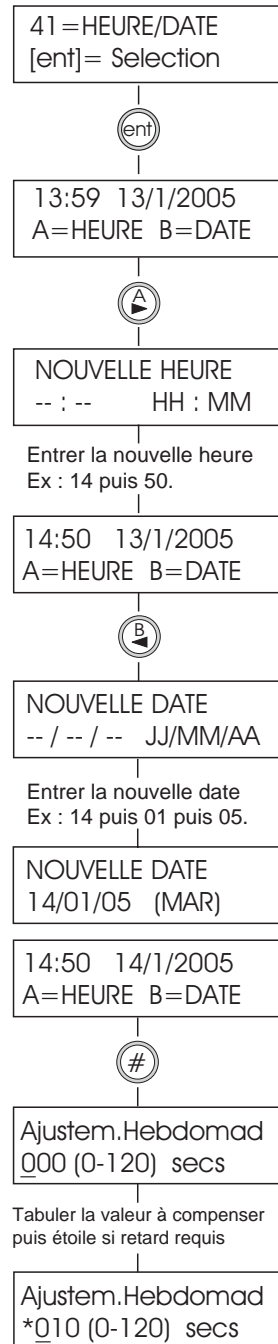 41=HEURE/DATE
[ent]= Selection
ent
13:59 13/1/2005
A=HEURE B=DATE
A
NOUVELLE HEURE
-- : -- HH : MM
Entrer la nouvelle heure
Ex : 14 puis 50.
14:50 13/1/2005
A=HEURE B=DATE
B
NOUVELLE DATE
-- / -- / -- JJ/MM/AA
Entrer la nouvelle date
Ex : 14 puis 01 puis 05.
NOUVELLE DATE
14/01/05 (MAR)
14:50 14/1/2005
A=HEURE B=DATE
#
Ajustem.Hebdomad
000 (0-120) secs
Tabuler la valeur à compenser
puis étoile si retard requis
Ajustem.Hebdomad
*010 (0-120) secs